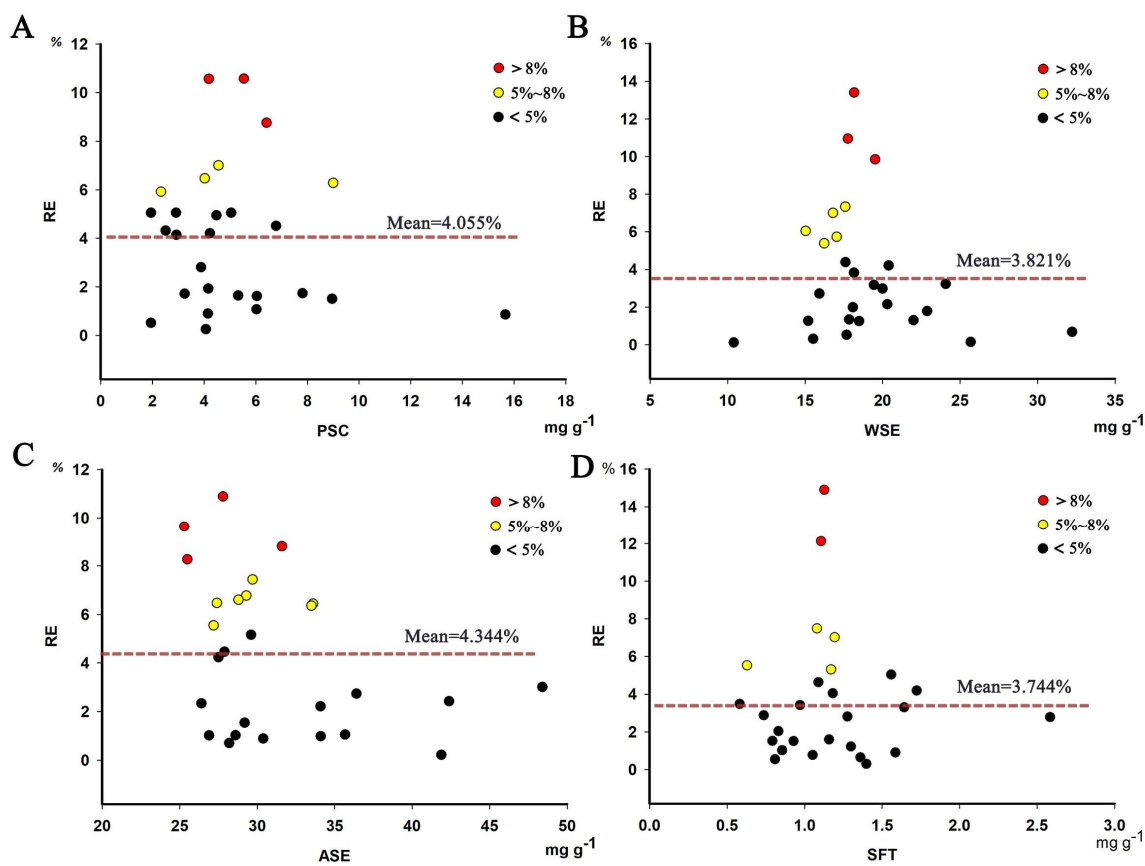 A
%
12
10
8
6
4
2
0
RE
> 8%
5%~8%
< 5%
Mean=4.055%
0 2 4 6 8 10 12 14 16 18
PSC
mg g-1
B
%
16
14
12
10
8
6
4
2
0
RE
> 8%
5%~8%
< 5%
Mean=3.821%
5 10 15 20 25 30 35
WSE
mg g-1
C
%
12
10
8
6
4
2
0
RE
> 8%
5%~8%
< 5%
Mean=4.344%
20 25 30 35 40 45 50
ASE
mg g-1
D
%
16
14
12
10
8
6
4
2
0
RE
> 8%
5%~8%
< 5%
Mean=3.744%
0.0 0.5 1.0 1.5 2.0 2.5 3.0
SFT
mg g-1